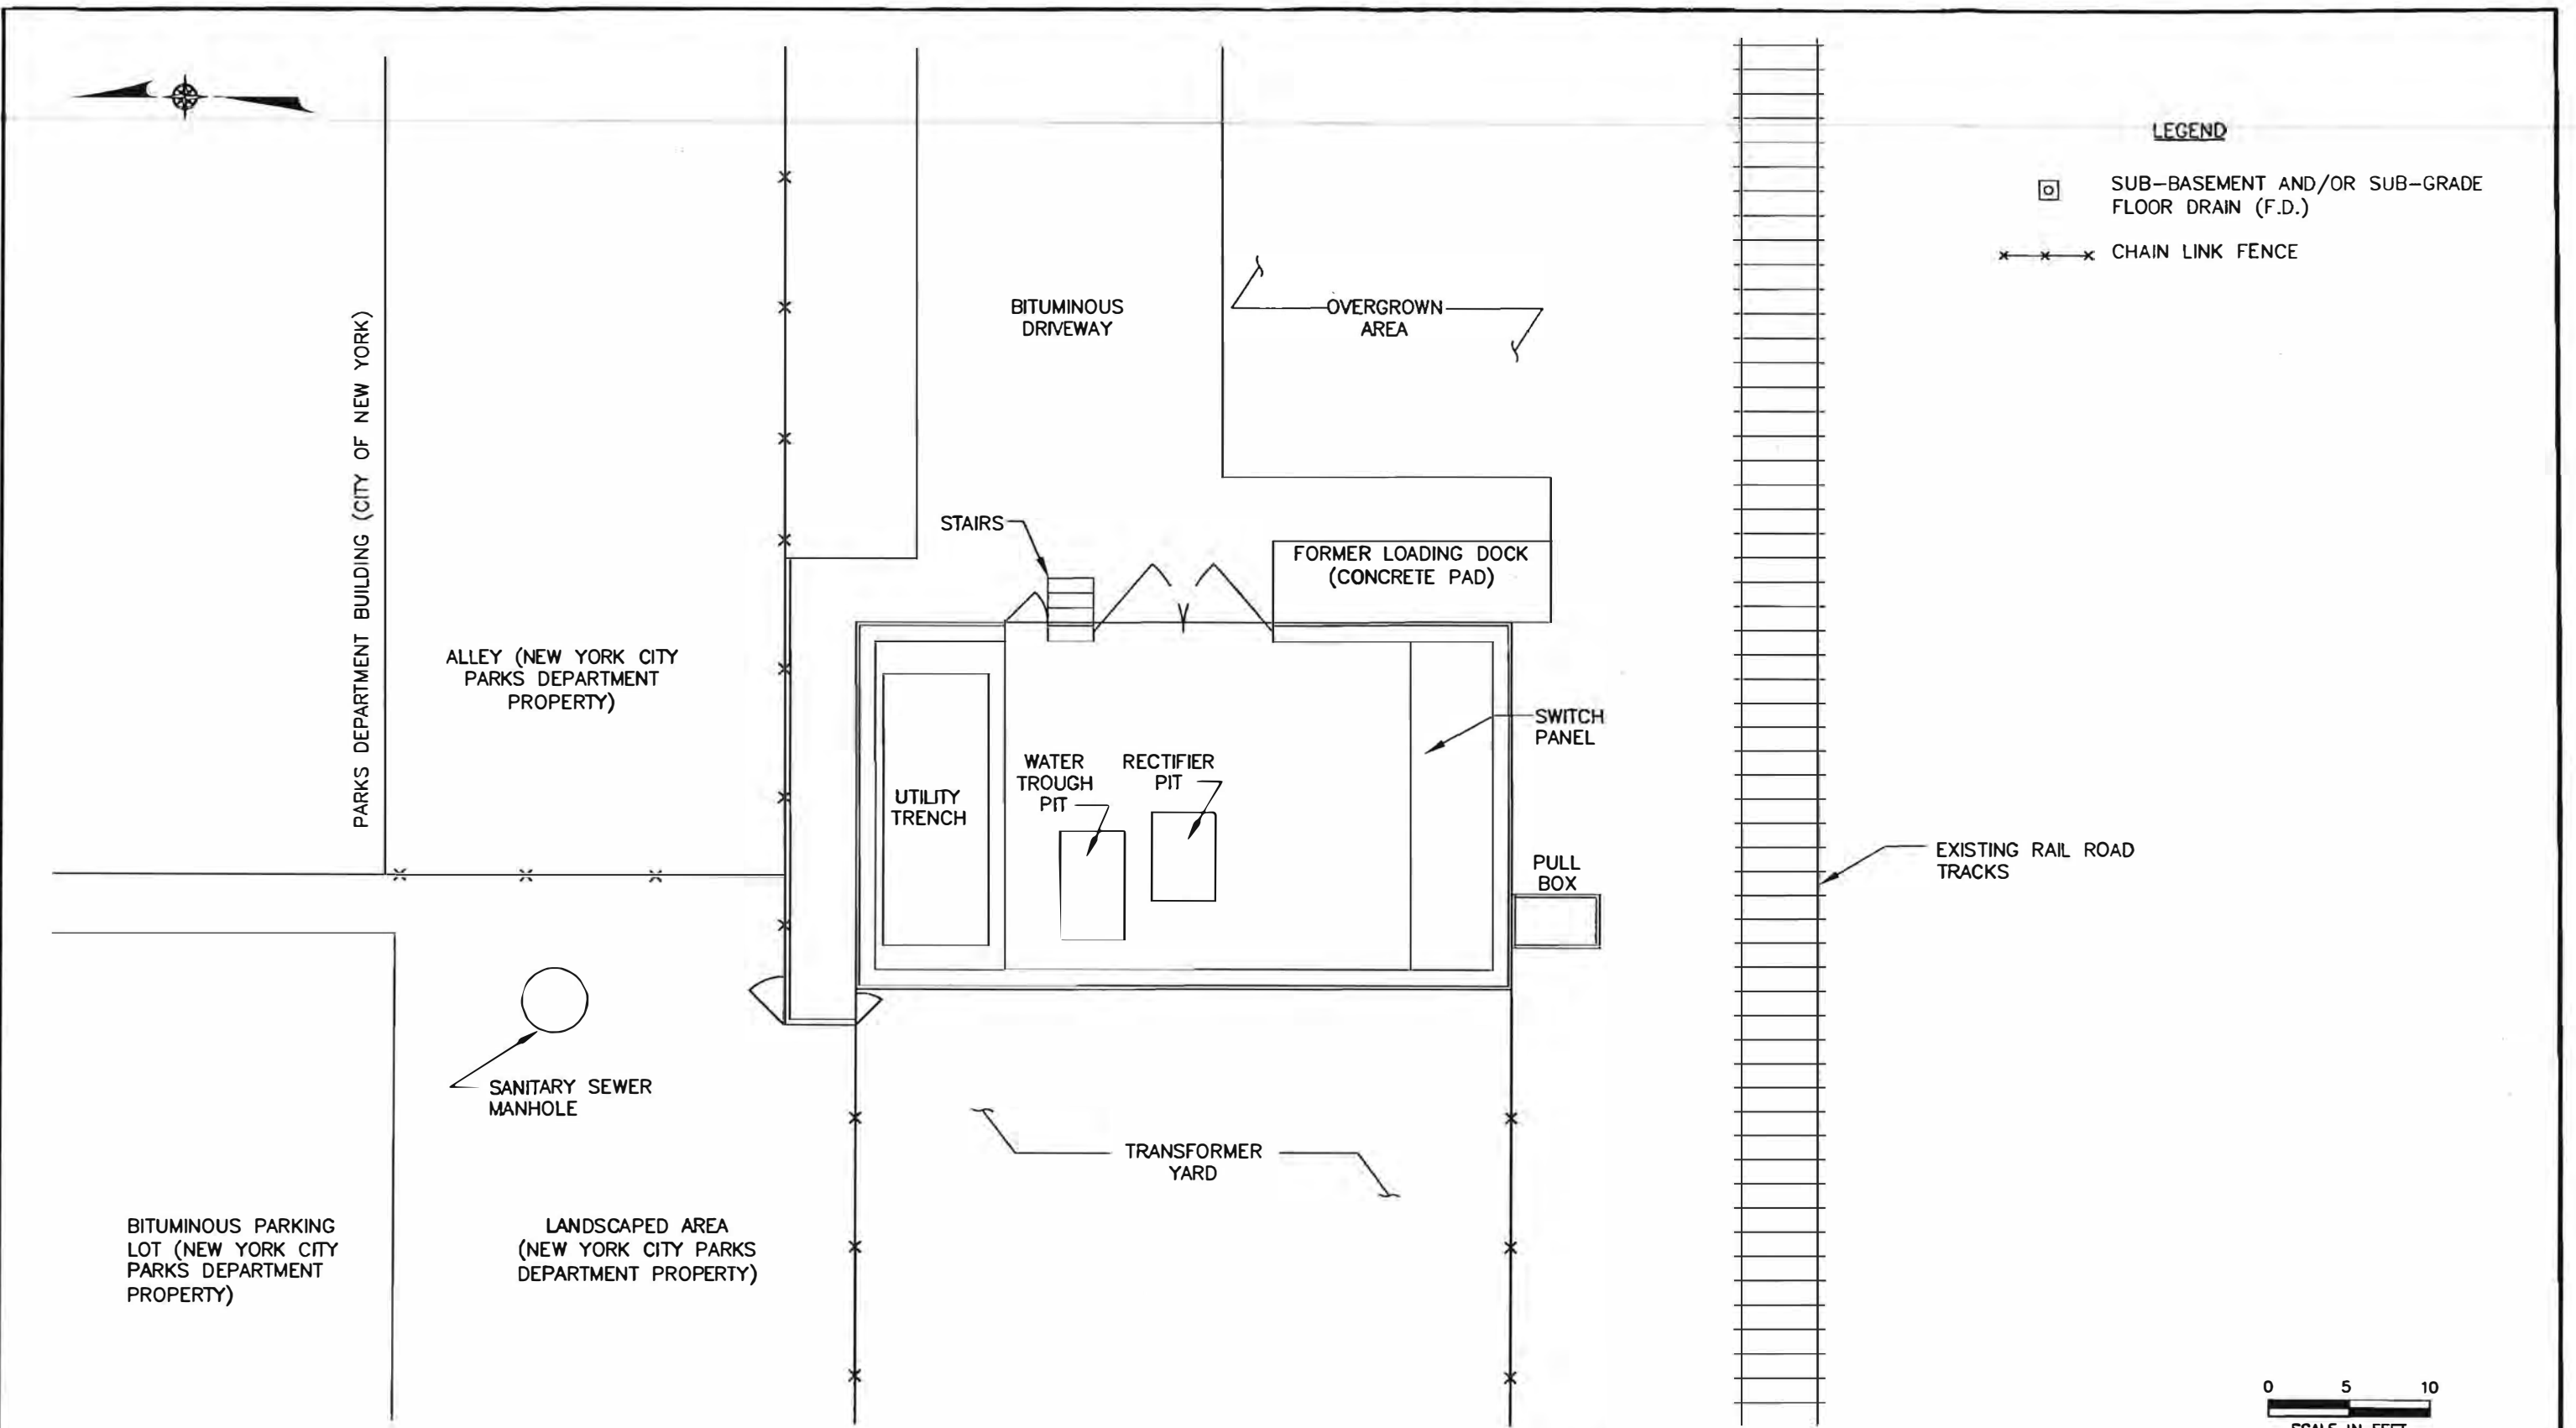 LEGEND
SUB-BASEMENT AND/OR SUB-GRADE
FLOOR DRAIN (F.D.)
CHAIN LINK FENCE
PARKS DEPARTMENT BUILDING (CITY OF NEW YORK)
BITUMINOUS
DRIVEWAY
OVERGROWN
AREA
STAIRS
FORMER LOADING DOCK
(CONCRETE PAD)
ALLEY (NEW YORK CITY
PARKS DEPARTMENT
PROPERTY)
SWITCH
PANEL
WATER
TROUGH
PIT
RECTIFIER
PIT
UTILITY
TRENCH
PULL
BOX
EXISTING RAIL ROAD
TRACKS
SANITARY SEWER
MANHOLE
TRANSFORMER
YARD
BITUMINOUS PARKING
LOT (NEW YORK CITY
PARKS DEPARTMENT
PROPERTY)
LANDSCAPED AREA
(NEW YORK CITY PARKS
DEPARTMENT PROPERTY)
0 5 10
SCALE IN FEET